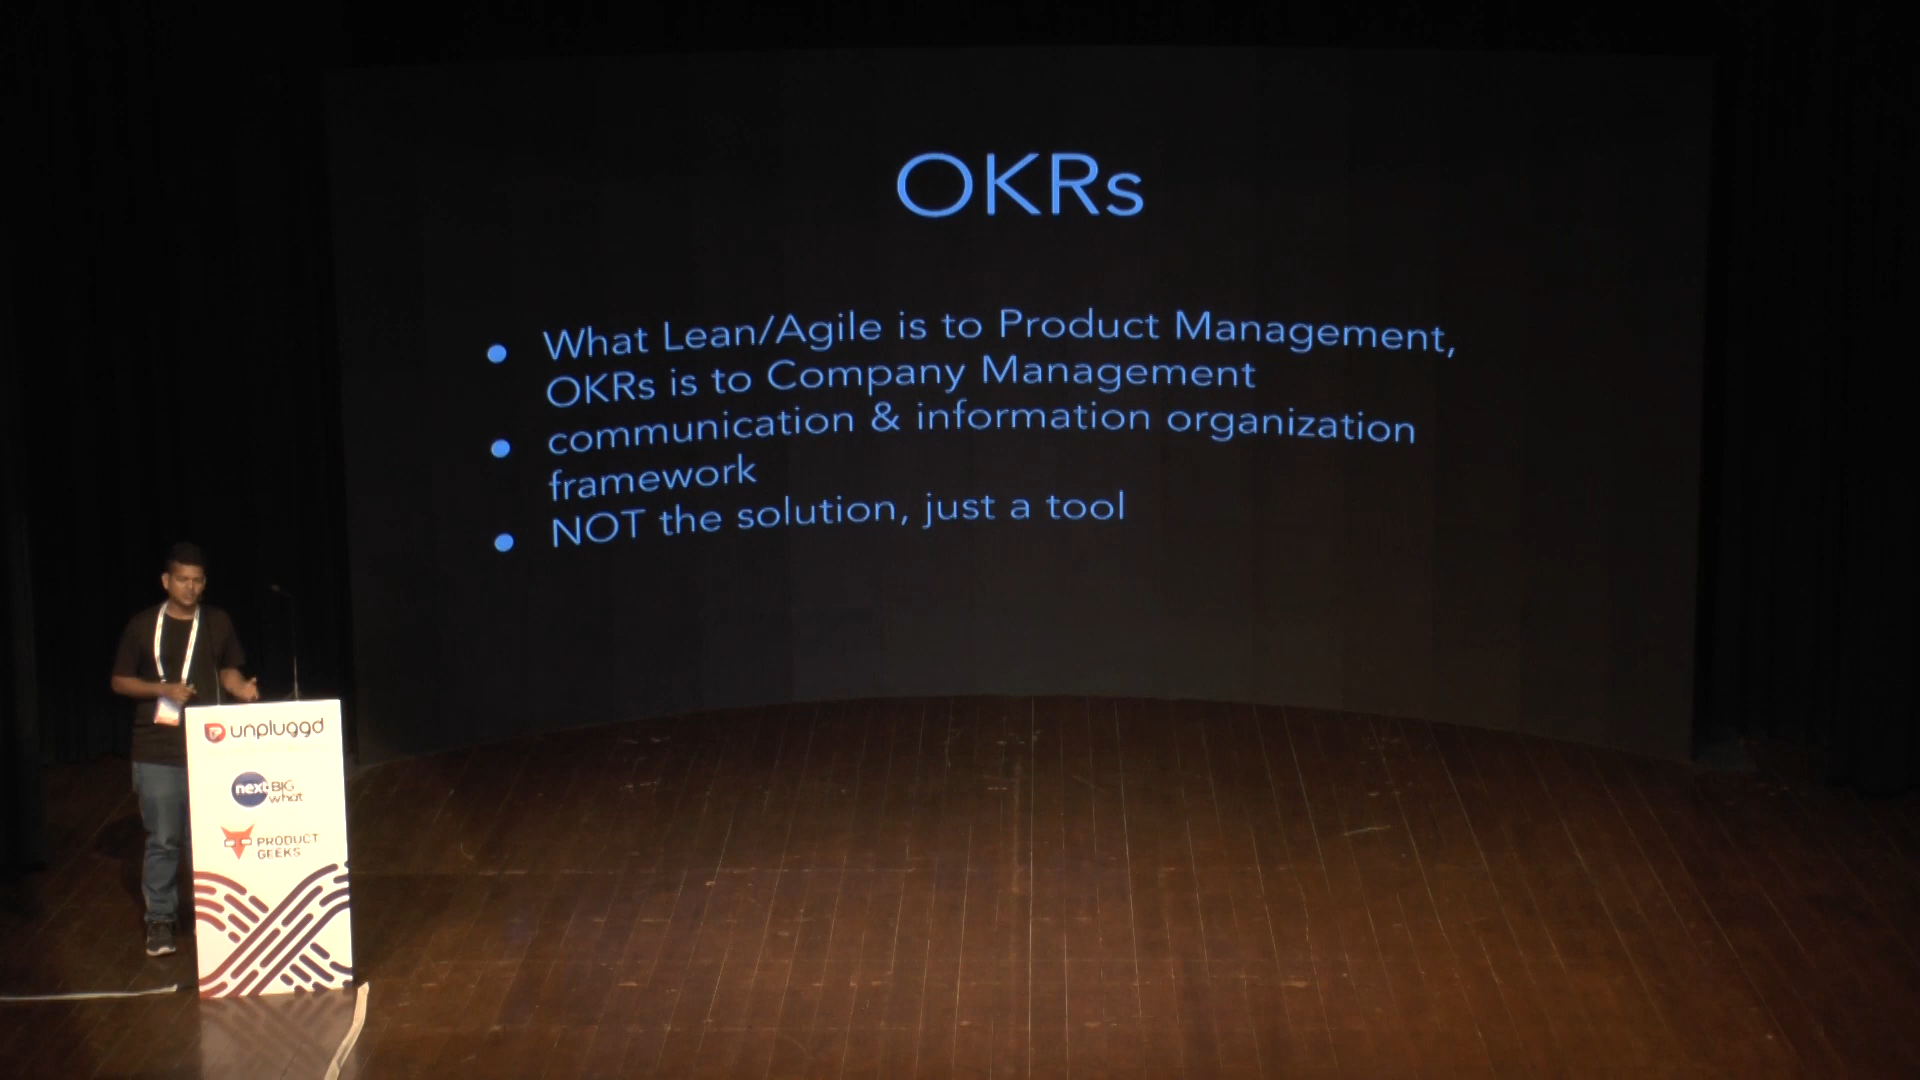 OKRs
• What Lean/Agile is to Product Management,
OKRs is to Company Management
• communication & information organization
framework
• NOT the solution, just a tool
unpluggd
next BIG
what
PRODUCT
GEEKS